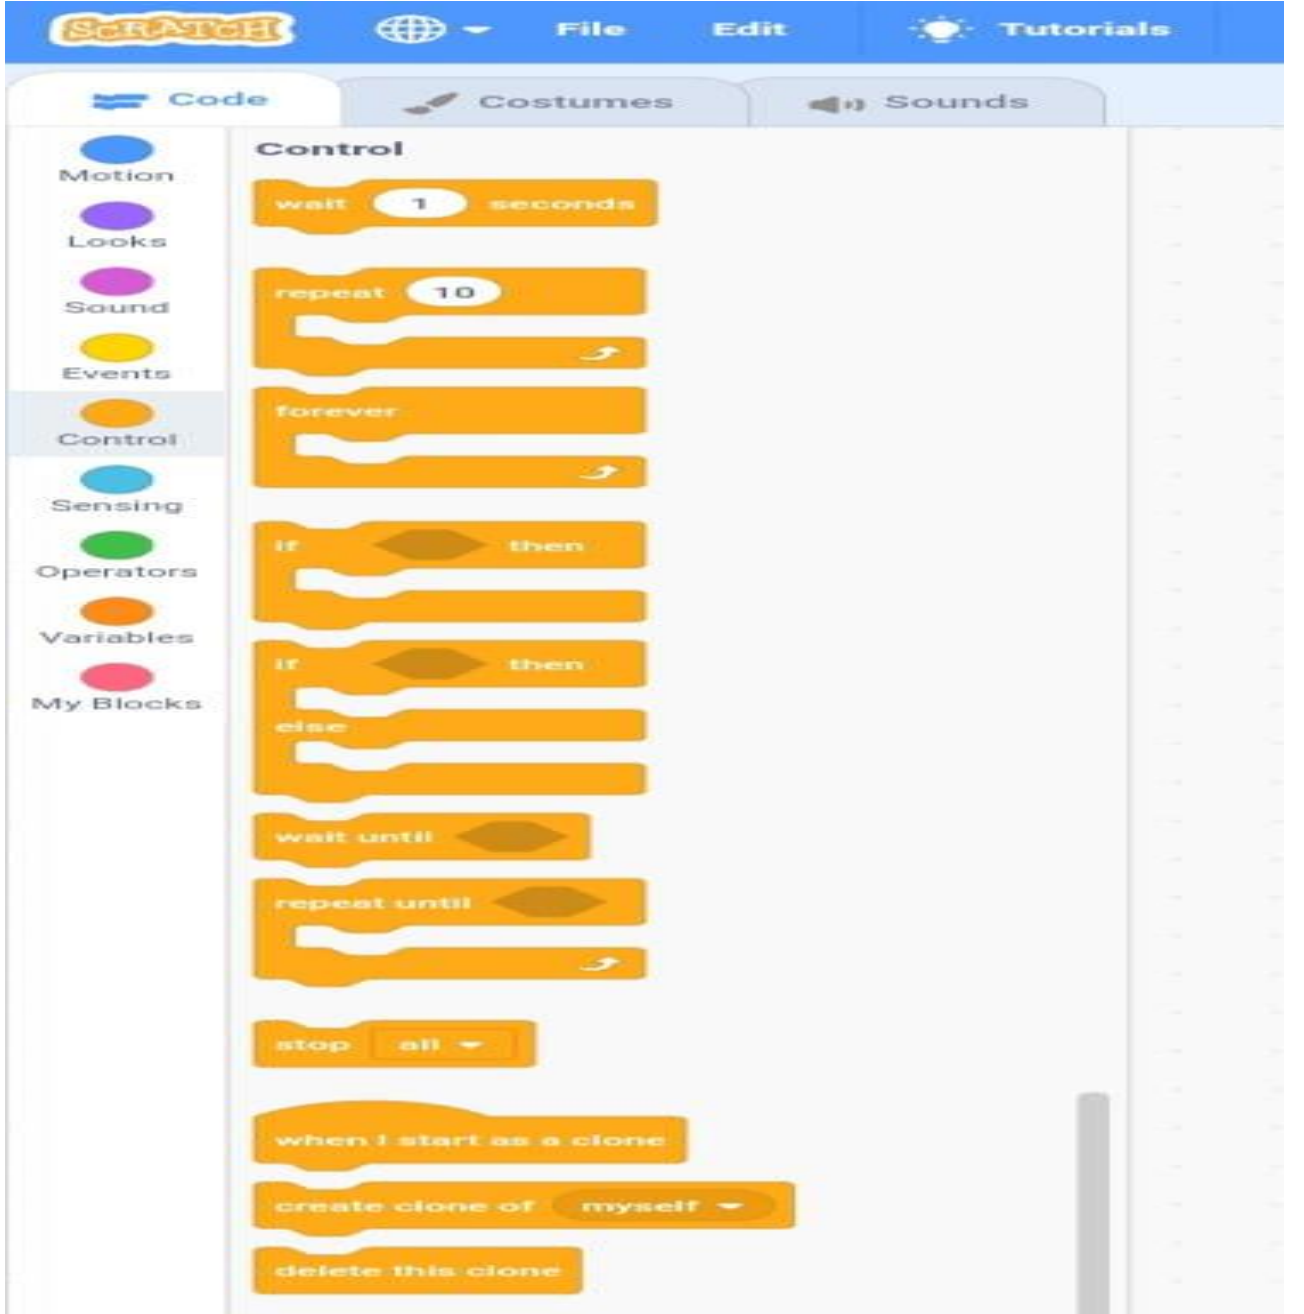 SCRATCH File Edit Tutorials
Code Costumes Sounds
Motion
Looks
Sound
Events
Control
Sensing
Operators
Variables
My Blocks
Control
wait 1 seconds
repeat 10
forever
if then
if then
else
wait until
repeat until
stop all
when I start as a clone
create clone of myself
delete this clone